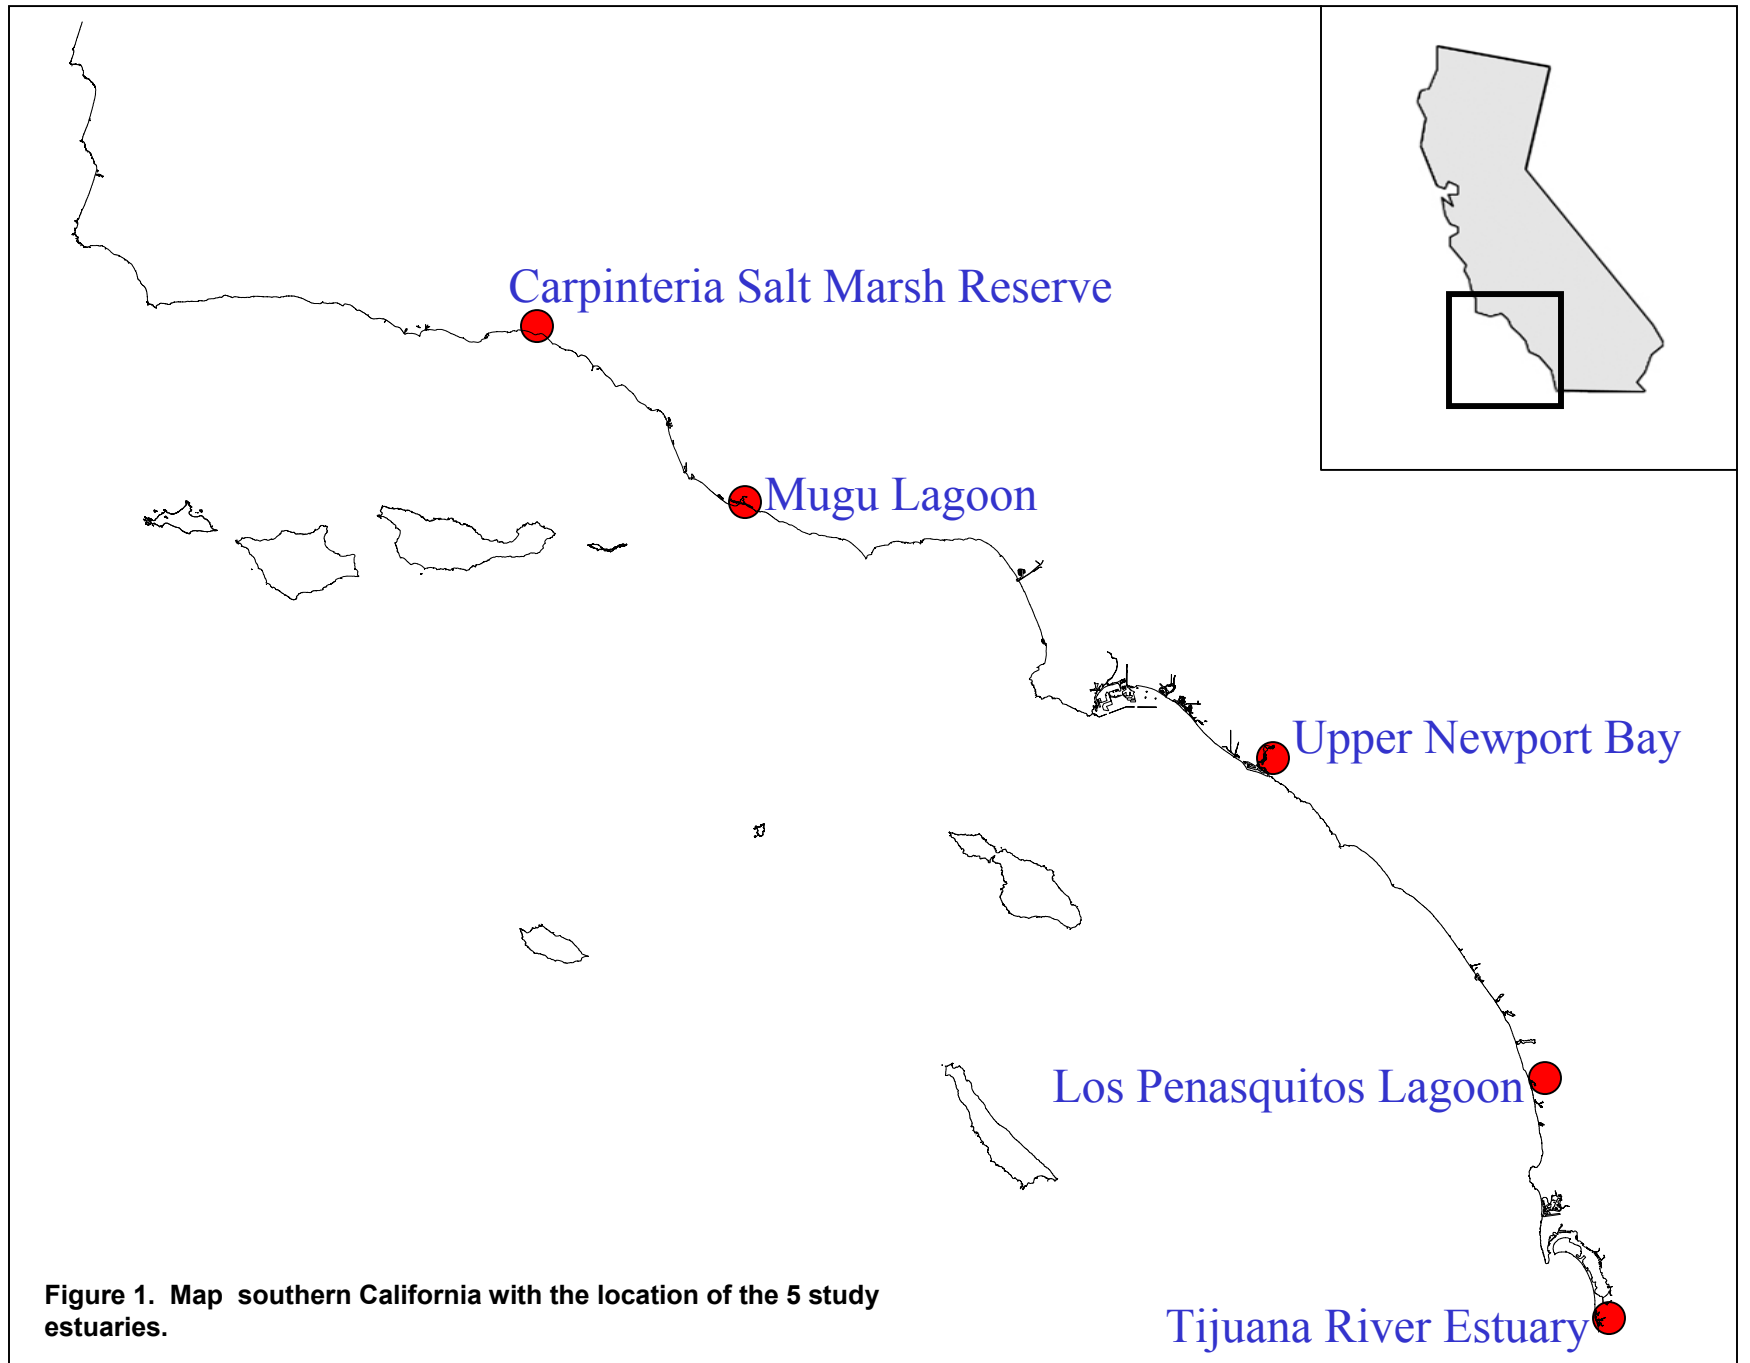 Carpinteria Salt Marsh Reserve
Mugu Lagoon
Upper Newport Bay
Los Penasquitos Lagoon
Tijuana River Estuary
Figure 1.  Map  southern California with the location of the 5 study
estuaries.